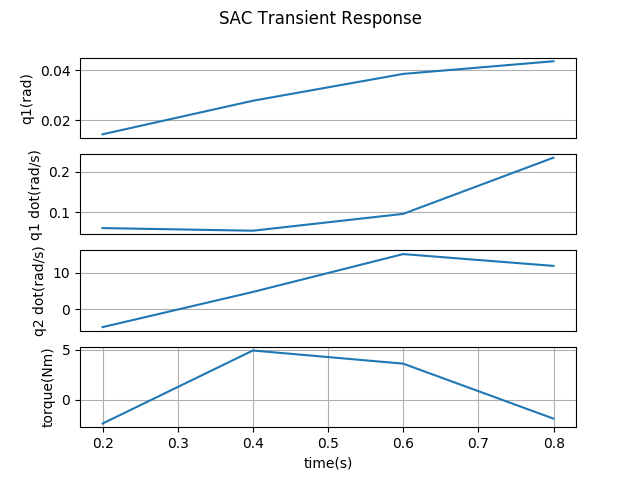 SAC Transient Response
q1(rad)
0.04
0.02
q1 dot(rad/s)
0.2
0.1
q2 dot(rad/s)
10
0
torque(Nm)
5
0
0.2 0.3 0.4 0.5 0.6 0.7 0.8
time(s)